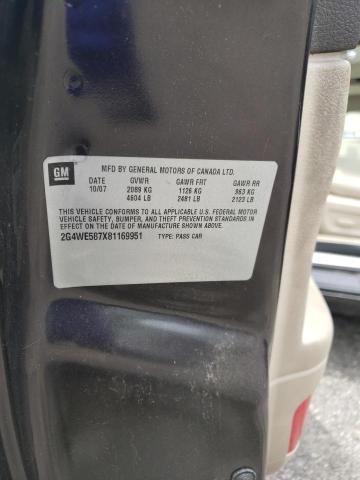 GM
MFD BY GENERAL MOTORS OF CANADA LTD.
DATE GVWR GAWR FRT GAWR RR
10/07 2089 KG 1126 KG 963 KG
4604 LB 2481 LB 2123 LB
THIS VEHICLE CONFORMS TO ALL APPLICABLE U.S. FEDERAL MOTOR
VEHICLE SAFETY, BUMPER, AND THEFT PREVENTION STANDARDS
IN EFFECT ON THE DATE OF MANUFACTURE SHOWN ABOVE.
2G4WE587X81169951 TYPE: PASS CAR